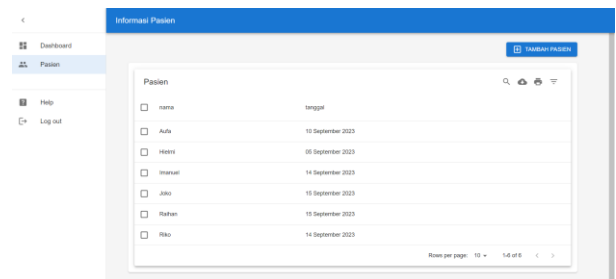 Informasi Pasien
Dashboard
Pasien
Help
Log out
TAMBAH PASIEN
Pasien
nama tanggal
Aufa 10 September 2023
Hielmi 05 September 2023
Imanuel 14 September 2023
Joko 15 September 2023
Raihan 15 September 2023
Riko 14 September 2023
Rows per page: 10 1-6 of 6